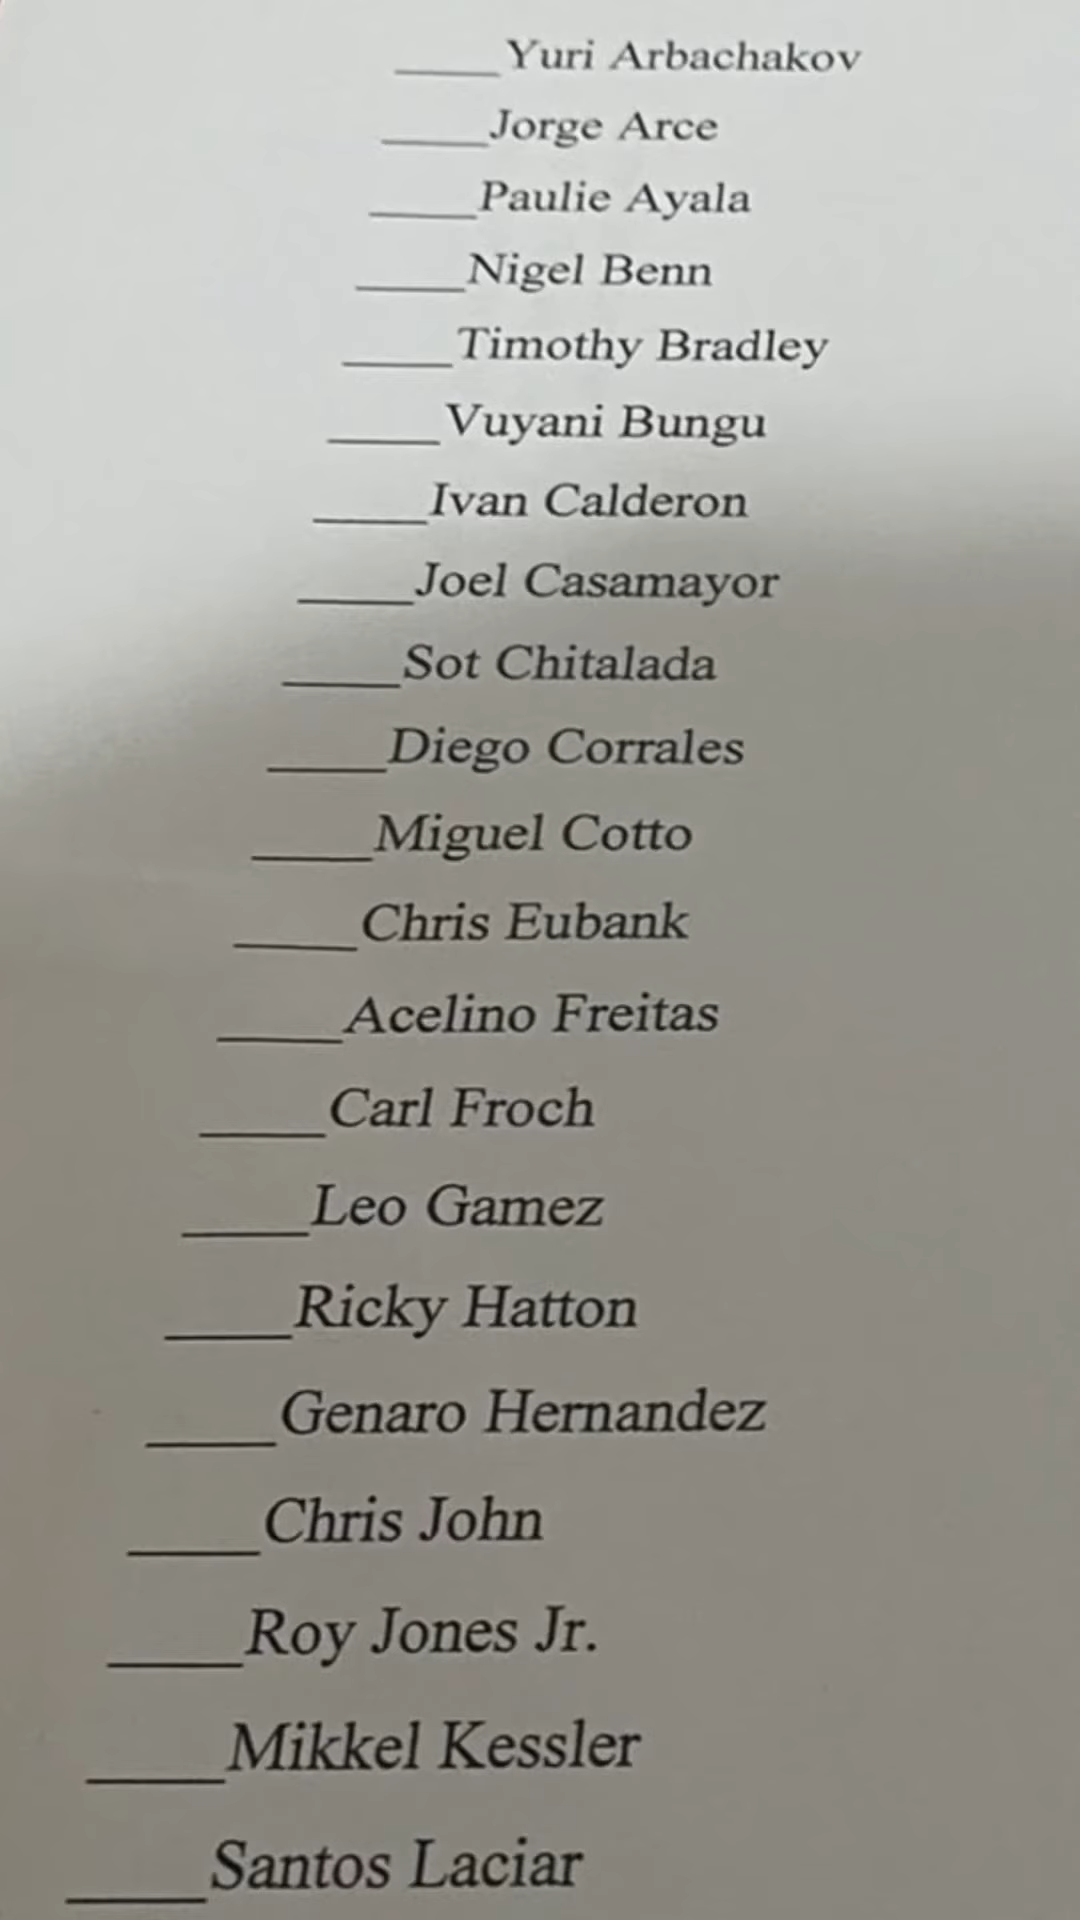 _____Yuri Arbachakov
_____Jorge Arce
_____Paulie Ayala
_____Nigel Benn
_____Timothy Bradley
_____Vuyani Bungu
_____Ivan Calderon
_____Joel Casamayor
_____Sot Chitalada
_____Diego Corrales
_____Miguel Cotto
_____Chris Eubank
_____Acelino Freitas
_____Carl Froch
_____Leo Gamez
_____Ricky Hatton
_____Genaro Hernandez
_____Chris John
_____Roy Jones Jr.
_____Mikkel Kessler
_____Santos Laciar